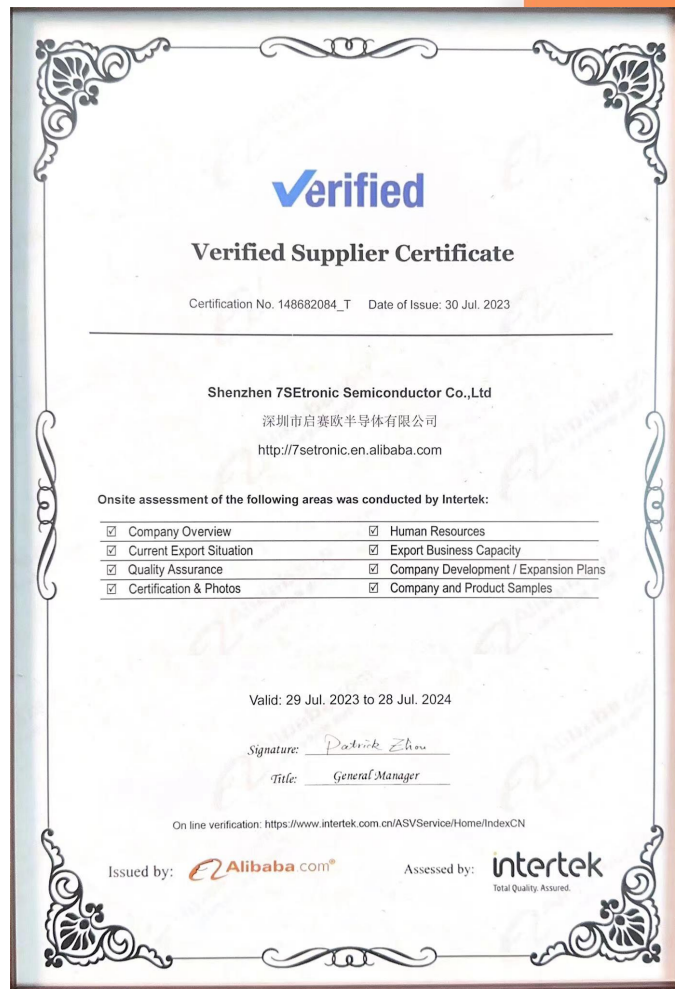 Verified
Verified Supplier Certificate
Certification No. 148682084_T Date of Issue: 30 Jul. 2023
Shenzhen 7SEtronic Semiconductor Co.,Ltd
深圳市启赛欧半导体有限公司
http://7setronic.en.alibaba.com
Onsite assessment of the following areas was conducted by Intertek:
☑ Company Overview ☑ Human Resources
☑ Current Export Situation ☑ Export Business Capacity
☑ Quality Assurance ☑ Company Development / Expansion Plans
☑ Certification & Photos ☑ Company and Product Samples
Valid: 29 Jul. 2023 to 28 Jul. 2024
Signature: Patrick Zhou
Title: General Manager
On line verification: https://www.intertek.com.cn/ASVService/Home/IndexCN
Issued by: Alibaba.com® Assessed by: intertek
Total Quality. Assured.